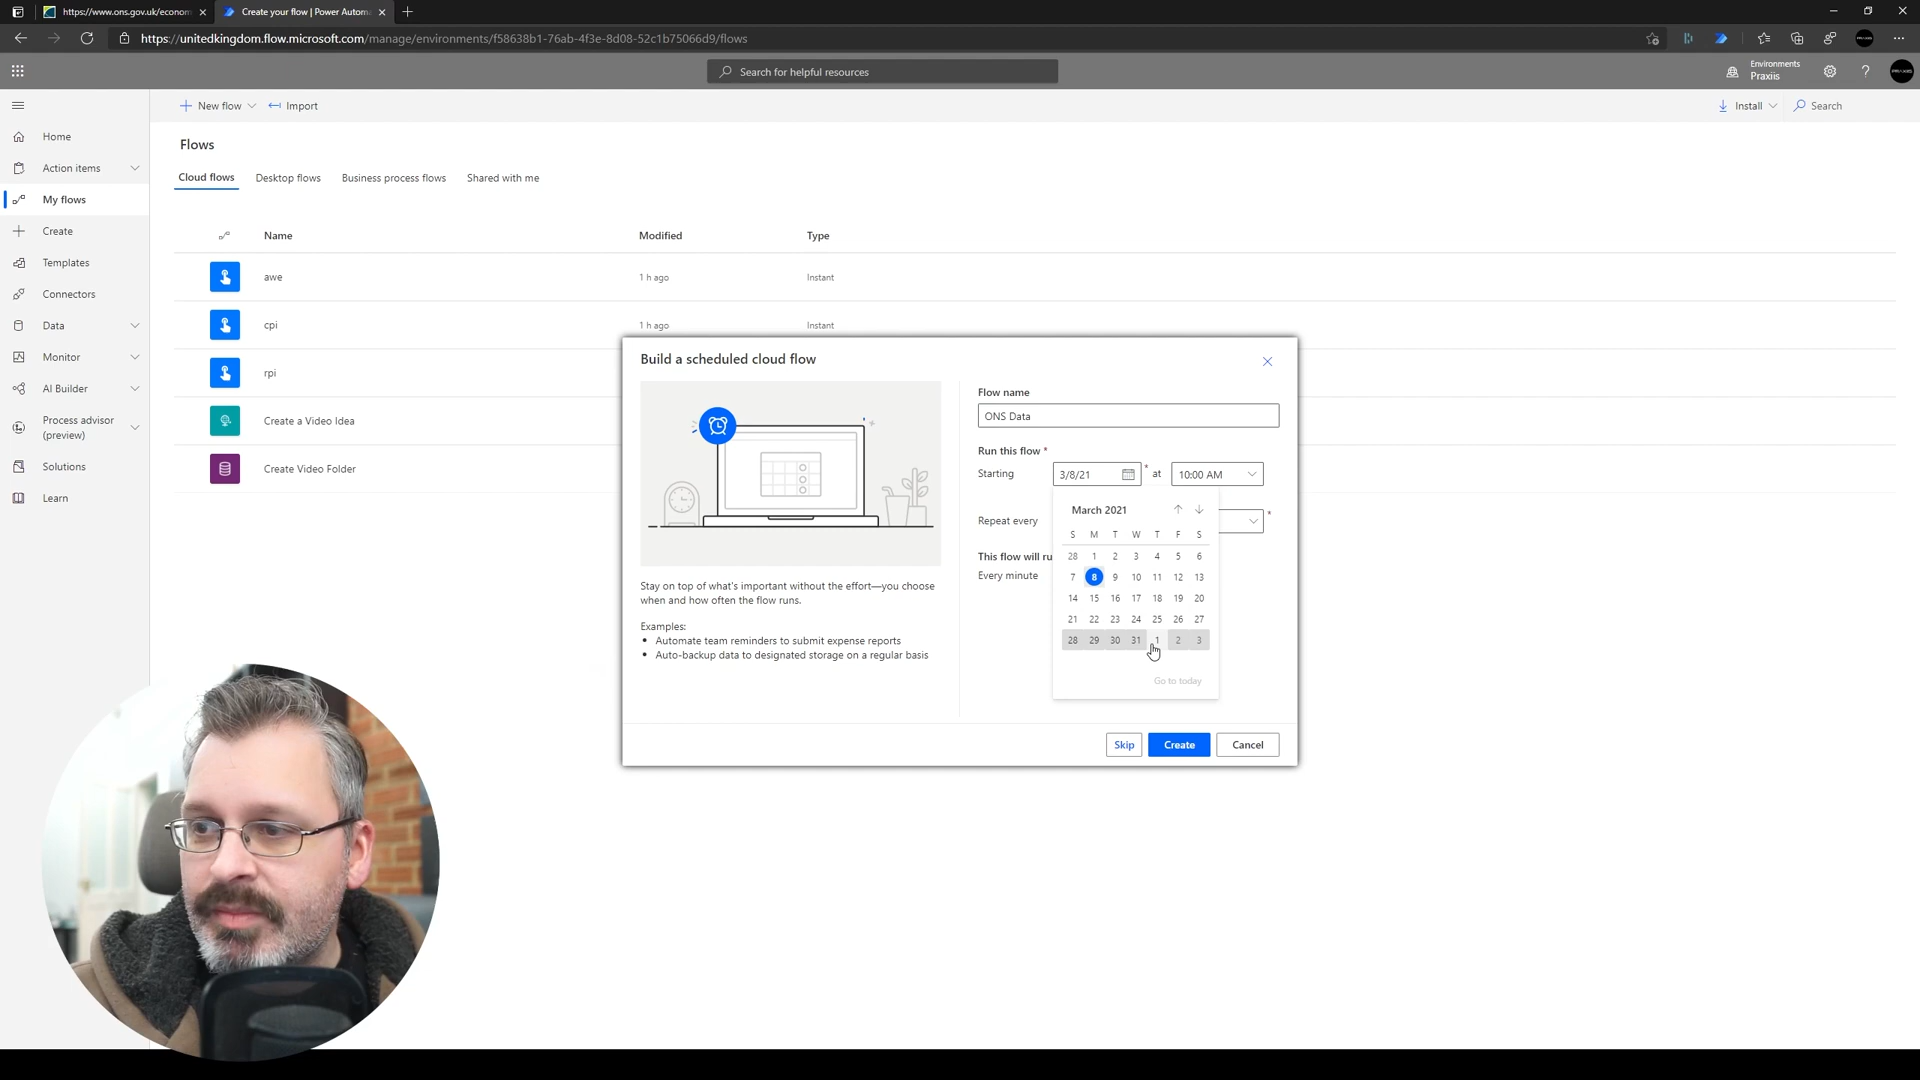 https://www.ons.gov.uk/econom
Create your flow | Power Automa
https://unitedkingdom.flow.microsoft.com/manage/environments/f58638b1-76ab-4f3e-8d08-52c1b75066d9/flows
Search for helpful resources
Environments
Praxiis
New flow
Import
Install
Search
Home
Action items
My flows
Create
Templates
Connectors
Data
Monitor
AI Builder
Process advisor
(preview)
Solutions
Learn
Flows
Cloud flows
Desktop flows
Business process flows
Shared with me
Name
Modified
Type
awe
1 h ago
Instant
cpi
1 h ago
Instant
rpi
Create a Video Idea
Create Video Folder
Build a scheduled cloud flow
Stay on top of what's important without the effort—you choose
when and how often the flow runs.
Examples:
• Automate team reminders to submit expense reports
• Auto-backup data to designated storage on a regular basis
Flow name
ONS Data
Run this flow *
Starting
3/8/21
*
at
10:00 AM
Repeat every
*
This flow will ru
Every minute
March 2021
S M T W T F S
28 1 2 3 4 5 6
7 8 9 10 11 12 13
14 15 16 17 18 19 20
21 22 23 24 25 26 27
28 29 30 31 1 2 3
Go to today
Skip
Create
Cancel